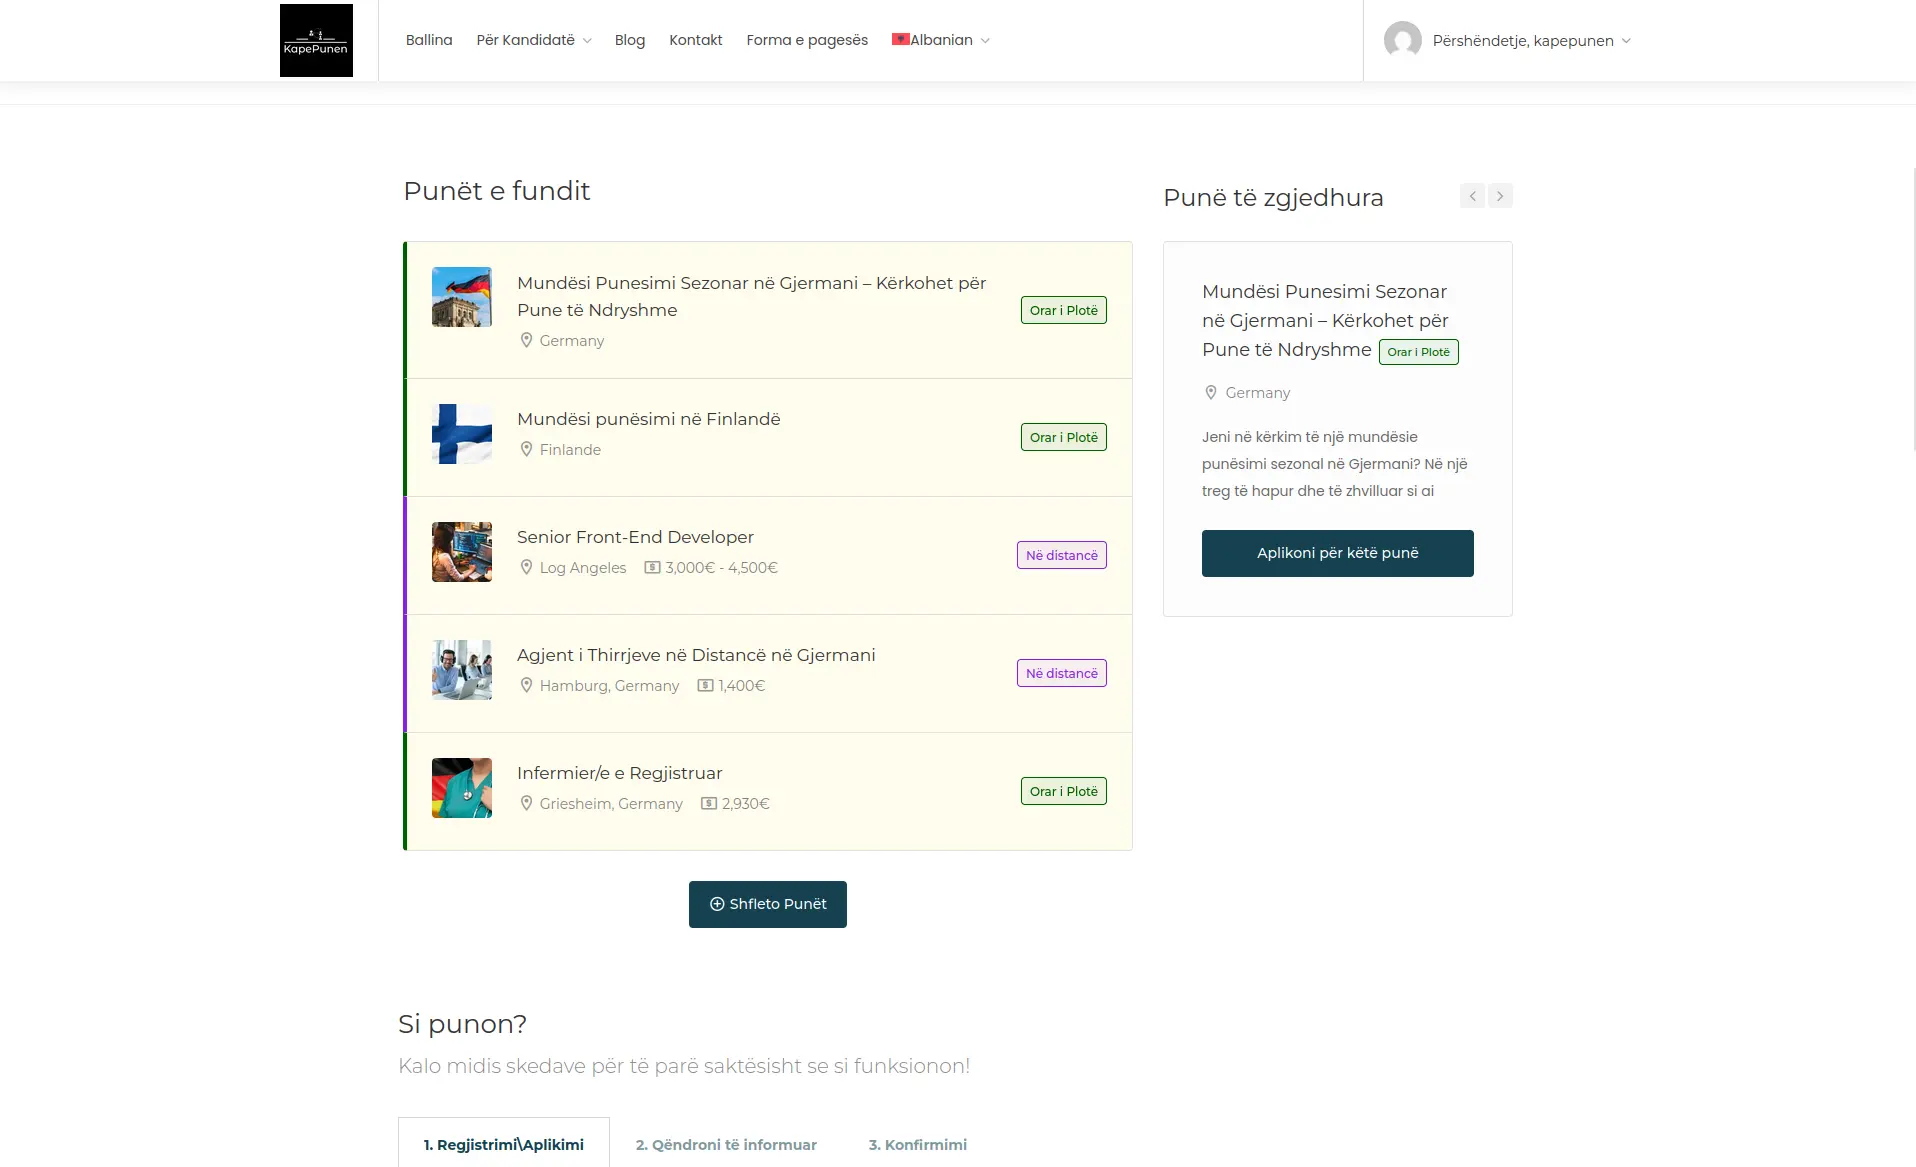 KapePunen
Ballina
Për Kandidatë
Blog
Kontakt
Forma e pagesës
Albanian
Përshëndetje, kapepunen
Punët e fundit
Mundësi Punesimi Sezonar në Gjermani – Kërkohet për
Pune të Ndryshme
Germany
Orar i Plotë
Mundësi punësimi në Finlandë
Finlande
Orar i Plotë
Senior Front-End Developer
Log Angeles
3,000€ - 4,500€
Në distancë
Agjent i Thirrjeve në Distancë në Gjermani
Hamburg, Germany
1,400€
Në distancë
Infermier/e e Regjistruar
Griesheim, Germany
2,930€
Orar i Plotë
Shfleto Punët
Punë të zgjedhura
Mundësi Punesimi Sezonar
në Gjermani – Kërkohet për
Pune të Ndryshme
Orar i Plotë
Germany
Jeni në kërkim të një mundësie
punësimi sezonal në Gjermani? Në një
treg të hapur dhe të zhvilluar si ai
Aplikoni për këtë punë
Si punon?
Kalo midis skedave për të parë saktësisht se si funksionon!
1. Regjistrimi\Aplikimi
2. Qëndroni të informuar
3. Konfirmimi